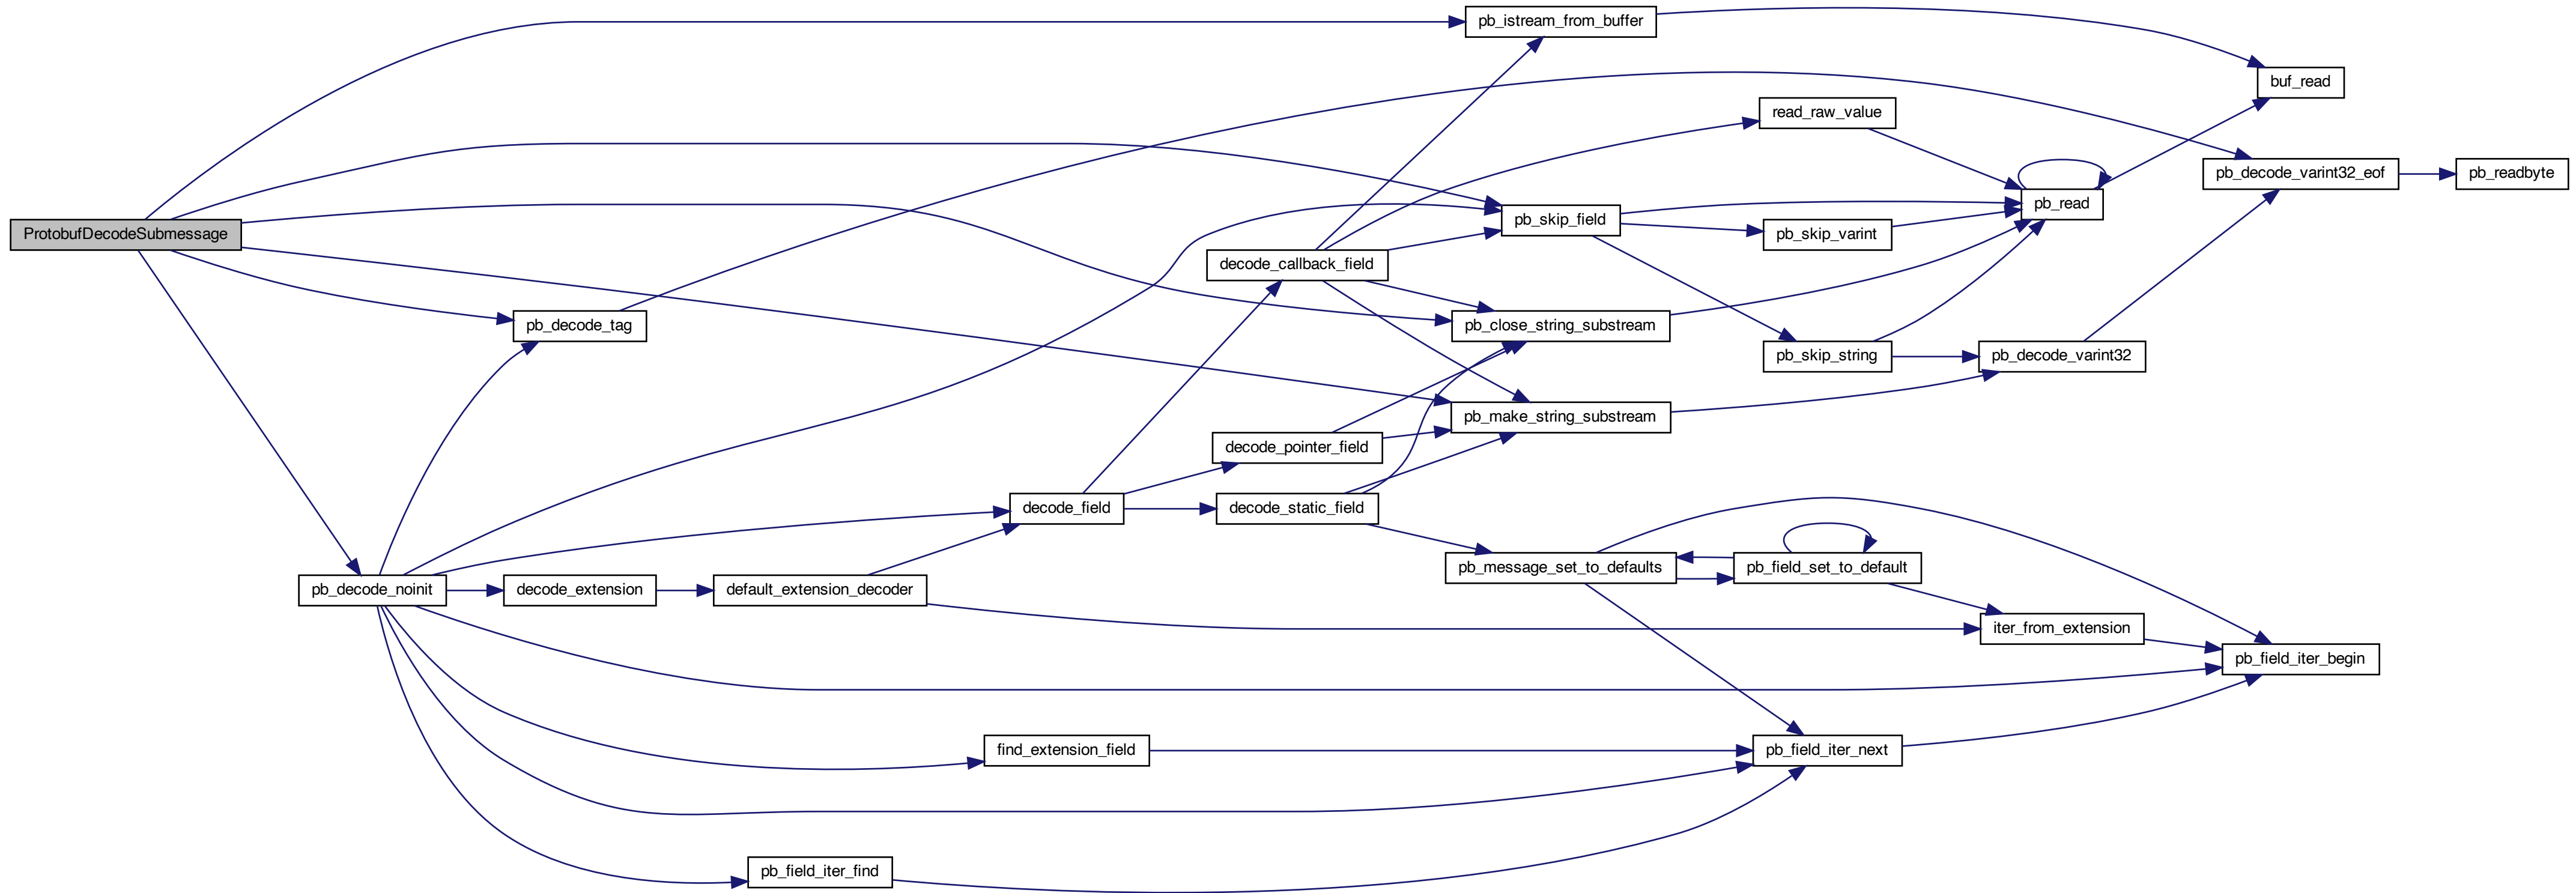 pb_istream_from_buffer
buf_read
read_raw_value
pb_decode_varint32_eof
pb_readbyte
pb_read
pb_skip_field
ProtobufDecodeSubmessage
pb_skip_varint
decode_callback_field
pb_decode_tag
pb_close_string_substream
pb_skip_string
pb_decode_varint32
pb_make_string_substream
decode_pointer_field
decode_field
decode_static_field
pb_message_set_to_defaults
pb_field_set_to_default
pb_decode_noinit
decode_extension
default_extension_decoder
iter_from_extension
pb_field_iter_begin
find_extension_field
pb_field_iter_next
pb_field_iter_find